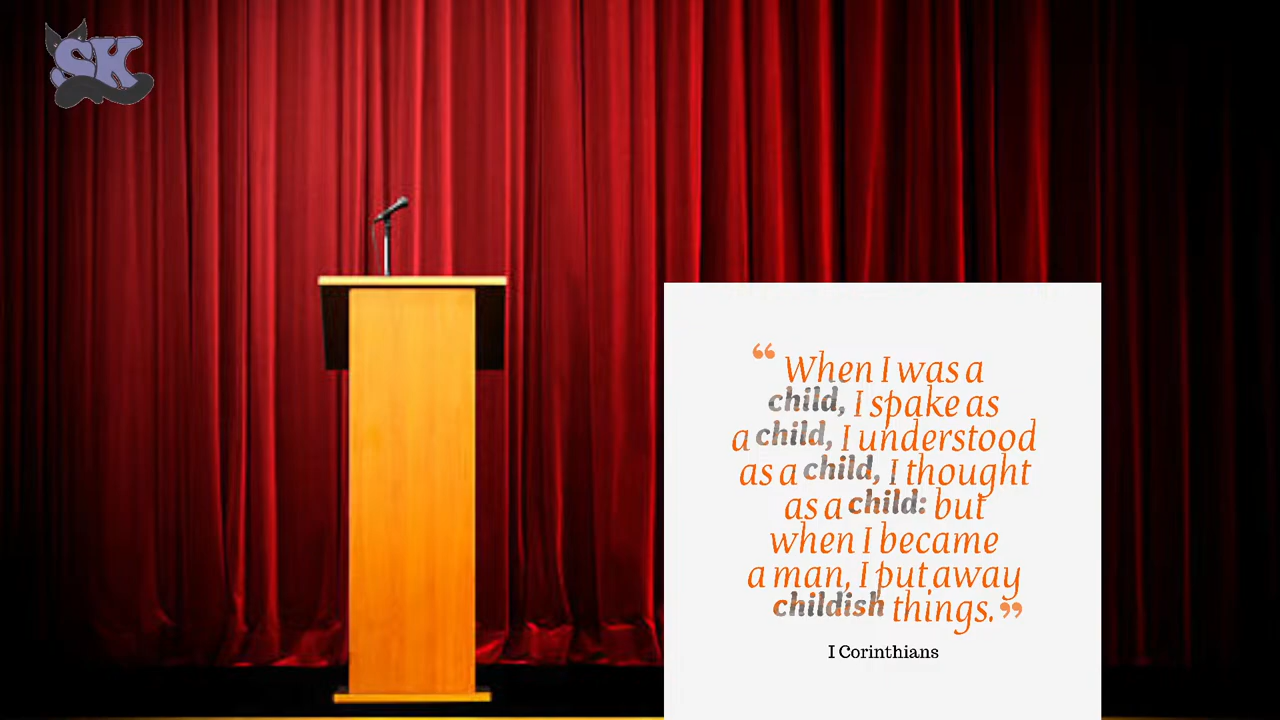 SK
“ When I was a
child, I spake as
a child, I understood
as a child, I thought
as a child: but
when I became
a man, I put away
childish things.”
I Corinthians